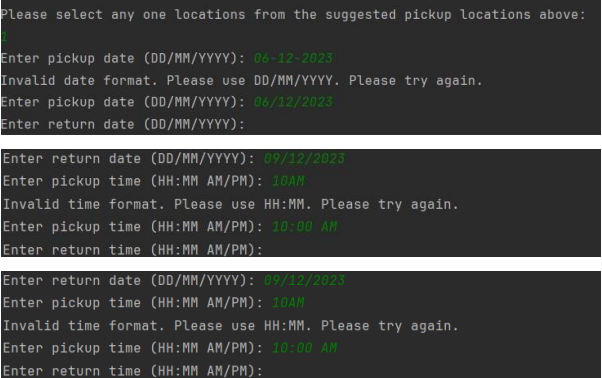 Please select any one locations from the suggested pickup locations above:
1
Enter pickup date (DD/MM/YYYY): 06-12-2023
Invalid date format. Please use DD/MM/YYYY. Please try again.
Enter pickup date (DD/MM/YYYY): 06/12/2023
Enter return date (DD/MM/YYYY):
Enter return date (DD/MM/YYYY): 09/12/2023
Enter pickup time (HH:MM AM/PM): 10AM
Invalid time format. Please use HH:MM. Please try again.
Enter pickup time (HH:MM AM/PM): 10:00 AM
Enter return time (HH:MM AM/PM):
Enter return date (DD/MM/YYYY): 09/12/2023
Enter pickup time (HH:MM AM/PM): 10AM
Invalid time format. Please use HH:MM. Please try again.
Enter pickup time (HH:MM AM/PM): 10:00 AM
Enter return time (HH:MM AM/PM):